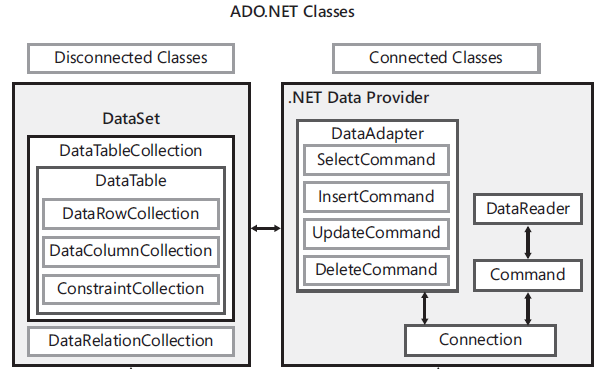 ADO.NET Classes
Disconnected Classes
Connected Classes
DataSet
DataTableCollection
DataTable
DataRowCollection
DataColumnCollection
ConstraintCollection
DataRelationCollection
.NET Data Provider
DataAdapter
SelectCommand
InsertCommand
UpdateCommand
DeleteCommand
DataReader
Command
Connection